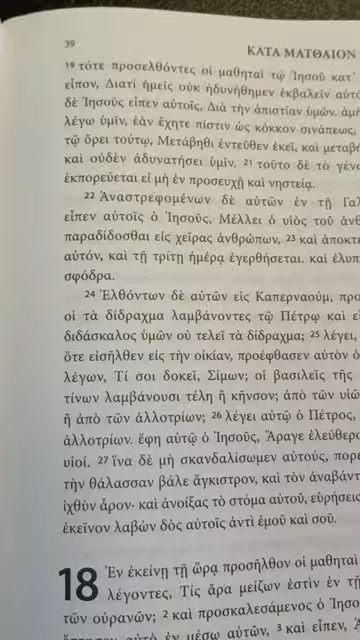 39
ΚΑΤΑ ΜΑΤΘΑΙΟΝ
19 τότε προσελθόντες οἱ μαθηταὶ τῷ Ἰησοῦ κατ᾽
εἶπον, Διατί ἡμεῖς οὐκ ἠδυνήθημεν ἐκβαλεῖν αὐτό
δὲ Ἰησοῦς εἶπεν αὐτοῖς, Διὰ τὴν ἀπιστίαν ὑμῶν. ἀμὴ
λέγω ὑμῖν, ἐὰν ἔχητε πίστιν ὡς κόκκον σινάπεως,
τῷ ὄρει τούτῳ, Μετάβηθι ἐντεῦθεν ἐκεῖ, καὶ μεταβή
καὶ οὐδὲν ἀδυνατήσει ὑμῖν. 21 τοῦτο δὲ τὸ γένο
ἐκπορεύεται εἰ μὴ ἐν προσευχῇ καὶ νηστείᾳ.
22 Ἀναστρεφομένων δὲ αὐτῶν ἐν τῇ Γαλ
εἶπεν αὐτοῖς ὁ Ἰησοῦς, Μέλλει ὁ υἱὸς τοῦ ἀνθ
παραδίδοσθαι εἰς χεῖρας ἀνθρώπων, 23 καὶ ἀποκτε
αὐτόν, καὶ τῇ τρίτῃ ἡμέρᾳ ἐγερθήσεται. καὶ ἐλυπ
σφόδρα.
24 Ἐλθόντων δὲ αὐτῶν εἰς Καπερναούμ, προ
οἱ τὰ δίδραχμα λαμβάνοντες τῷ Πέτρῳ καὶ εἶ
διδάσκαλος ὑμῶν οὐ τελεῖ τὰ δίδραχμα; 25 λέγει,
ὅτε εἰσῆλθεν εἰς τὴν οἰκίαν, προέφθασεν αὐτὸν ὁ
λέγων, Τί σοι δοκεῖ, Σίμων; οἱ βασιλεῖς τῆς
τίνων λαμβάνουσι τέλη ἢ κῆνσον; ἀπὸ τῶν υἱῶ
ἢ ἀπὸ τῶν ἀλλοτρίων; 26 λέγει αὐτῷ ὁ Πέτρος,
ἀλλοτρίων. ἔφη αὐτῷ ὁ Ἰησοῦς, Ἄραγε ἐλεύθερο
υἱοί. 27 ἵνα δὲ μὴ σκανδαλίσωμεν αὐτούς, πορε
τὴν θάλασσαν βάλε ἄγκιστρον, καὶ τὸν ἀναβάντ
ἰχθὺν ἆρον· καὶ ἀνοίξας τὸ στόμα αὐτοῦ, εὑρήσεις
ἐκεῖνον λαβὼν δὸς αὐτοῖς ἀντὶ ἐμοῦ καὶ σοῦ.
18 Ἐν ἐκείνῃ τῇ ὥρᾳ προσῆλθον οἱ μαθηταὶ
λέγοντες, Τίς ἄρα μείζων ἐστὶν ἐν τῇ
τῶν οὐρανῶν; 2 καὶ προσκαλεσάμενος ὁ Ἰησο
αὐτὸ ἐν μέσῳ αὐτῶν, 3 καὶ εἶπεν, Ἀ